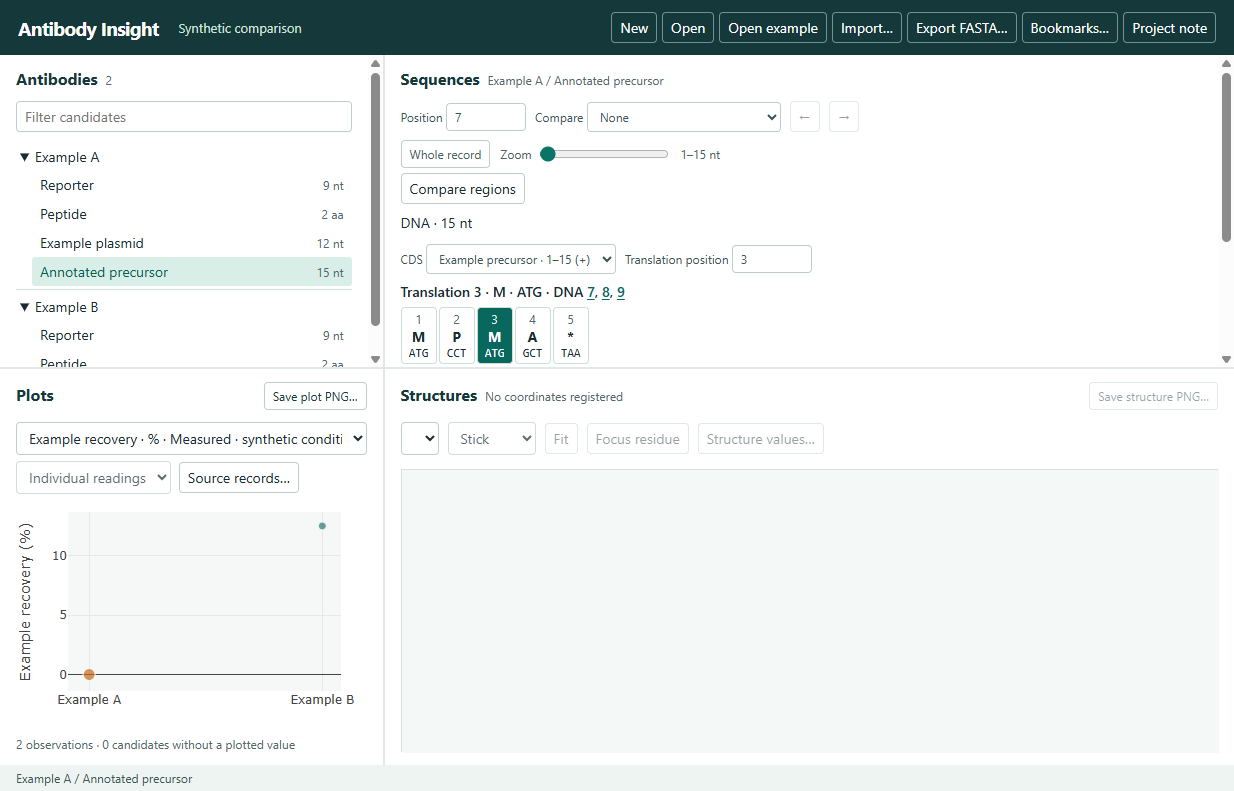 Antibody Insight Synthetic comparison New Open Open example Import... Export FASTA... Bookmarks... Project note
Antibodies 2
Filter candidates
▼ Example A
Reporter 9 nt
Peptide 2 aa
Example plasmid 12 nt
Annotated precursor 15 nt
▼ Example B
Reporter 9 nt
Peptide 2 aa
Sequences Example A / Annotated precursor
Position 7 Compare None ← →
Whole record Zoom 1–15 nt
Compare regions
DNA · 15 nt
CDS Example precursor · 1–15 (+) Translation position 3
Translation 3 · M · ATG · DNA 7, 8, 9
1 2 3 4 5
M P M A *
ATG CCT ATG GCT TAA
Plots Save plot PNG...
Example recovery · % · Measured · synthetic conditi
Individual readings Source records...
Example recovery (%)
10
5
0
Example A Example B
2 observations · 0 candidates without a plotted value
Structures No coordinates registered Save structure PNG...
Stick Fit Focus residue Structure values...
Example A / Annotated precursor